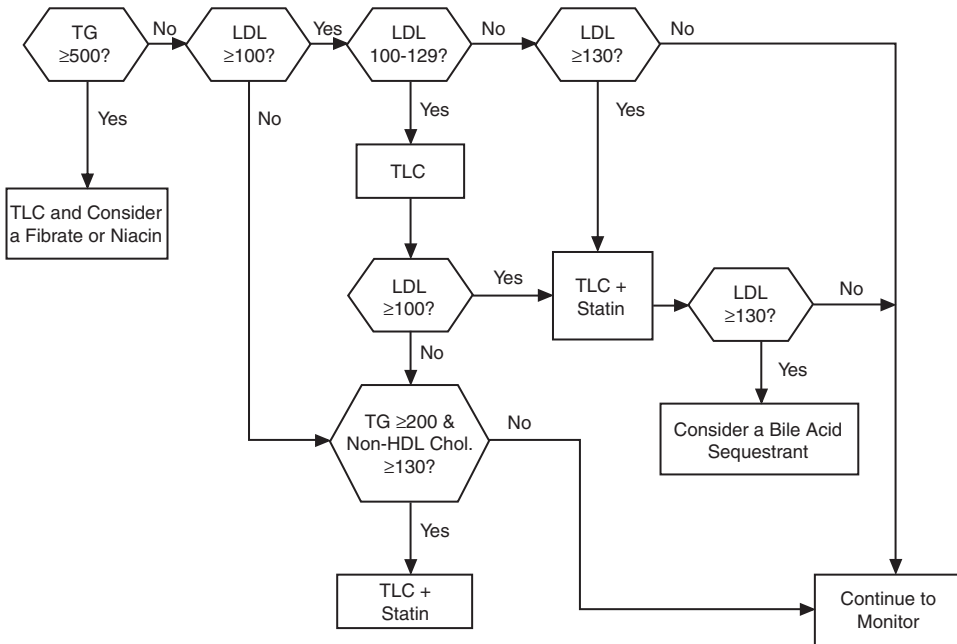 TG
≥500?
No
LDL
≥100?
Yes
LDL
100-129?
No
LDL
≥130?
No
Yes
No
Yes
Yes
TLC
TLC and Consider
a Fibrate or Niacin
LDL
≥100?
Yes
TLC +
Statin
LDL
≥130?
No
No
Yes
TG ≥200 &
Non-HDL Chol.
≥130?
No
Consider a Bile Acid
Sequestrant
Yes
TLC +
Statin
Continue to
Monitor